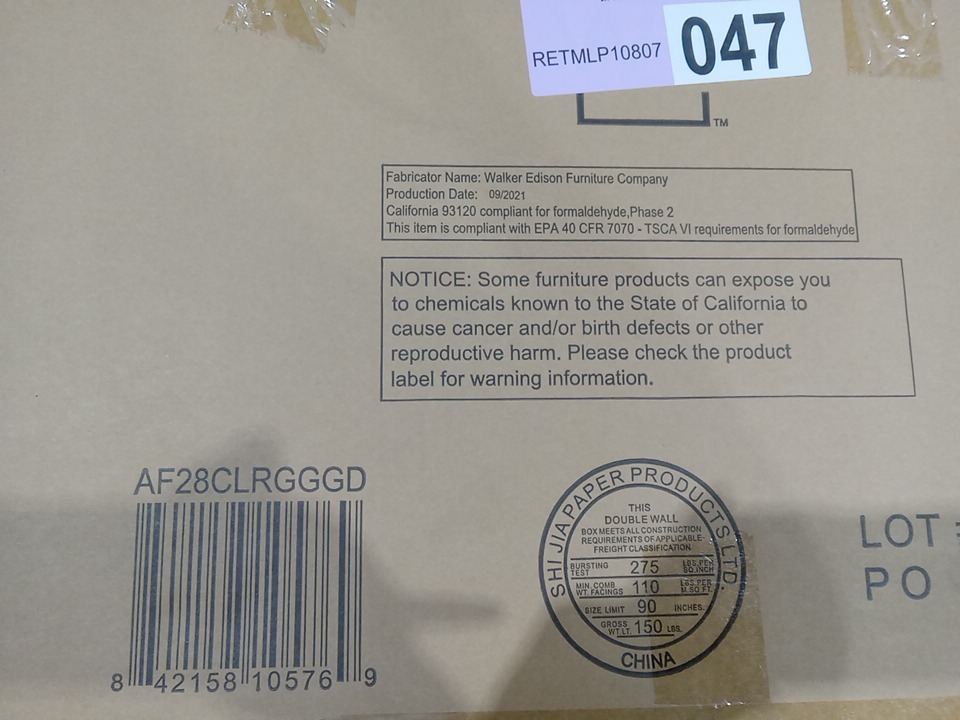 RETMLP10807
047
TM
Fabricator Name: Walker Edison Furniture Company
Production Date: 09/2021
California 93120 compliant for formaldehyde,Phase 2
This item is compliant with EPA 40 CFR 7070 - TSCA VI requirements for formaldehyde
NOTICE: Some furniture products can expose you
to chemicals known to the State of California to
cause cancer and/or birth defects or other
reproductive harm. Please check the product
label for warning information.
AF28CLRGGGD
8 42158 10576 9
SHI JIA PAPER PRODUCTS LTD.
THIS
DOUBLE WALL
BOX MEETS ALL CONSTRUCTION
REQUIREMENTS OF APPLICABLE-
FREIGHT CLASSIFICATION
BURSTING TEST 275 LBS.PER SQ.INCH
MIN.COMB WT. FACINGS 110 LBS.PER M.SQ.FT.
SIZE LIMIT 90 INCHES.
GROSS WT.LT. 150 LBS.
CHINA
LOT
PO